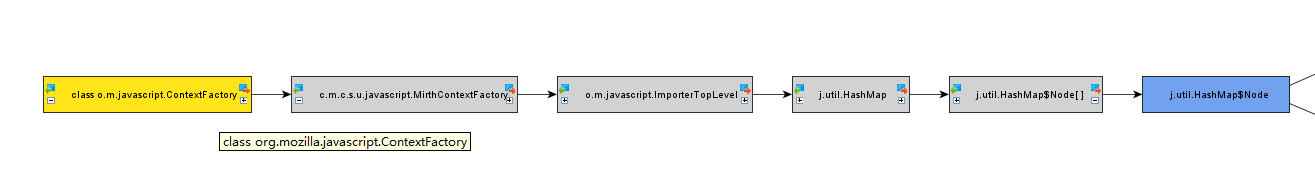 class o.m.javascript.ContextFactory
c.m.c.s.u.javascript.MirthContextFactory
o.m.javascript.ImporterTopLevel
j.util.HashMap
j.util.HashMap$Node[ ]
j.util.HashMap$Node
class org.mozilla.javascript.ContextFactory